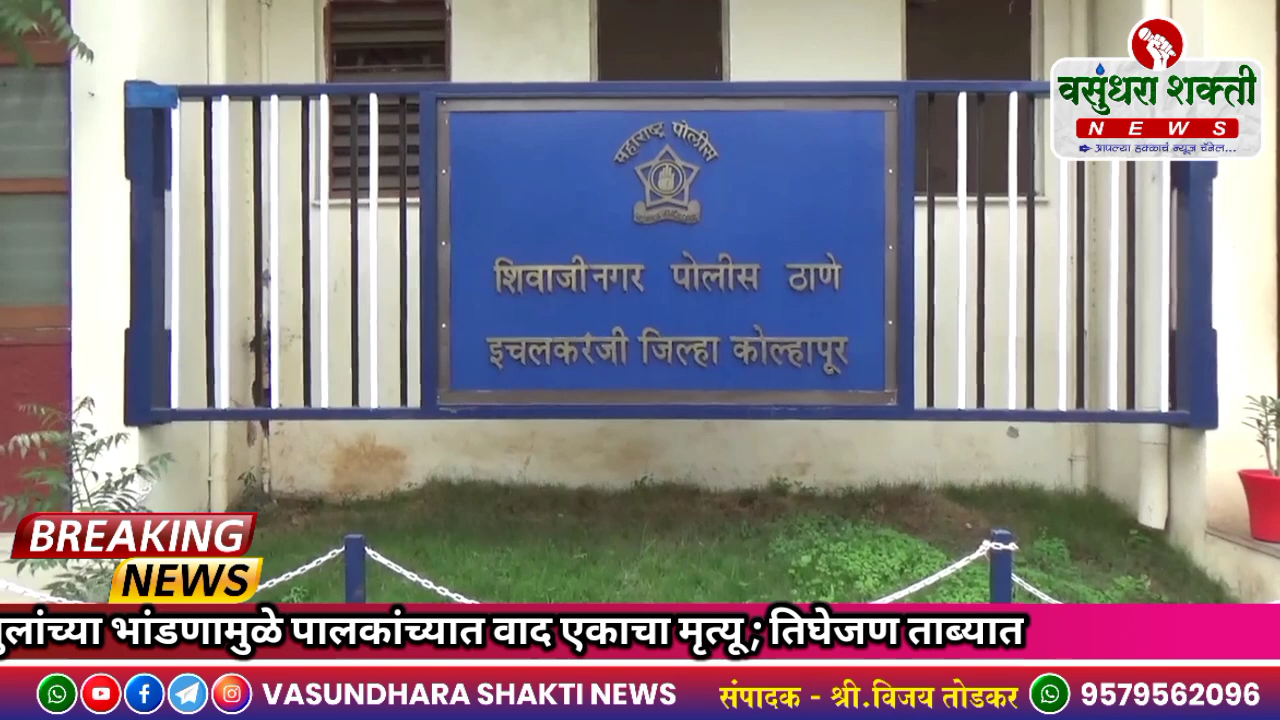 वसुंधरा शक्ती
NEWS
आपल्या हक्काचं न्यूज चॅनेल...
महाराष्ट्र पोलीस
शिवाजीनगर पोलीस ठाणे
इचलकरंजी जिल्हा कोल्हापूर
BREAKING
NEWS
भांडणामुळे पालकांच्यात वाद एकाचा मृत्यू ; तिघेजण ताब्यात
VASUNDHARA SHAKTI NEWS
संपादक - श्री.विजय तोडकर
9579562096